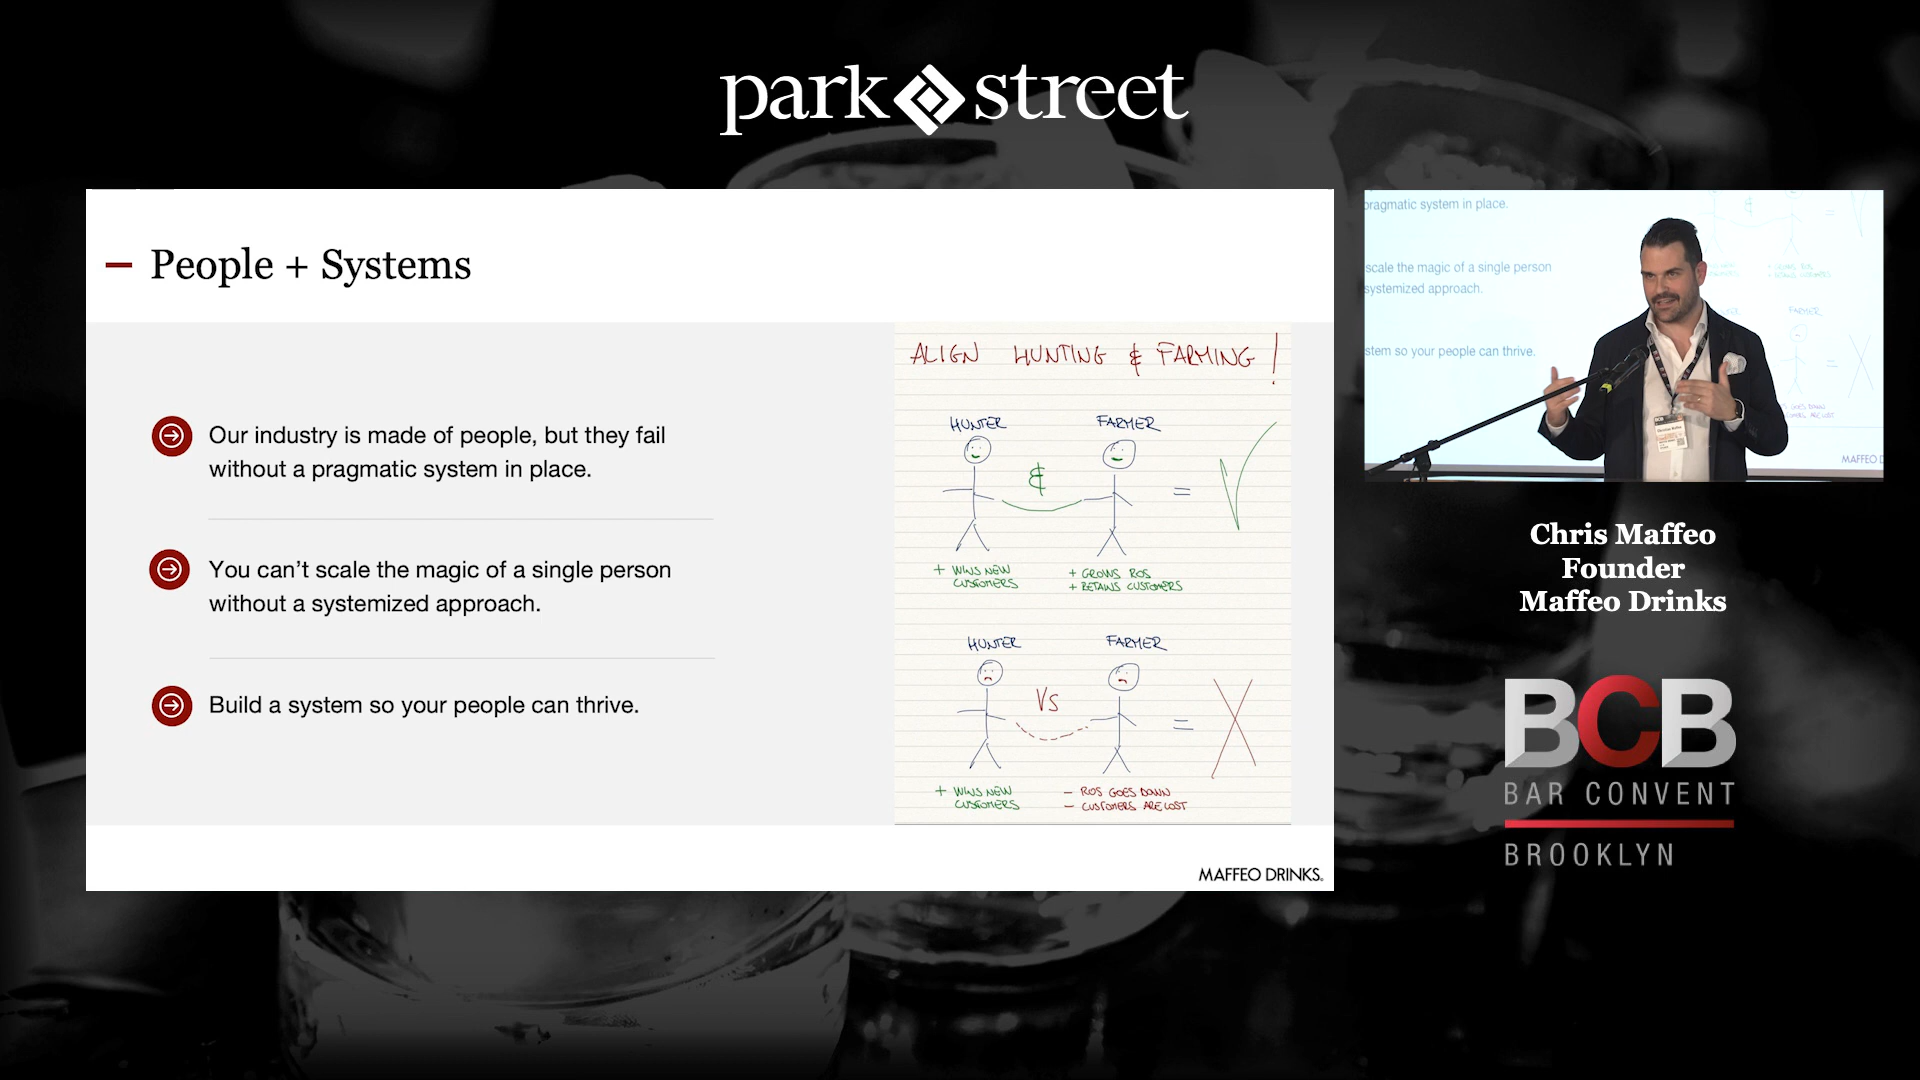 park street
People + Systems
Our industry is made of people, but they fail
without a pragmatic system in place.
You can't scale the magic of a single person
without a systemized approach.
Build a system so your people can thrive.
ALIGN HUNTING & FARMING!
HUNTER FARMER
& =
+ WINS NEW
CUSTOMERS
+ GROWS ROS
+ RETAINS CUSTOMERS
HUNTER FARMER
VS =
+ WINS NEW
CUSTOMERS
- ROS GOES DOWN
- CUSTOMERS ARE LOST
MAFFEO DRINKS.
pragmatic system in place.
scale the magic of a single person
systemized approach.
stem so your people can thrive.
FARMER
MAFFEO D
Chris Maffeo
Founder
Maffeo Drinks
BCB
BAR CONVENT
BROOKLYN